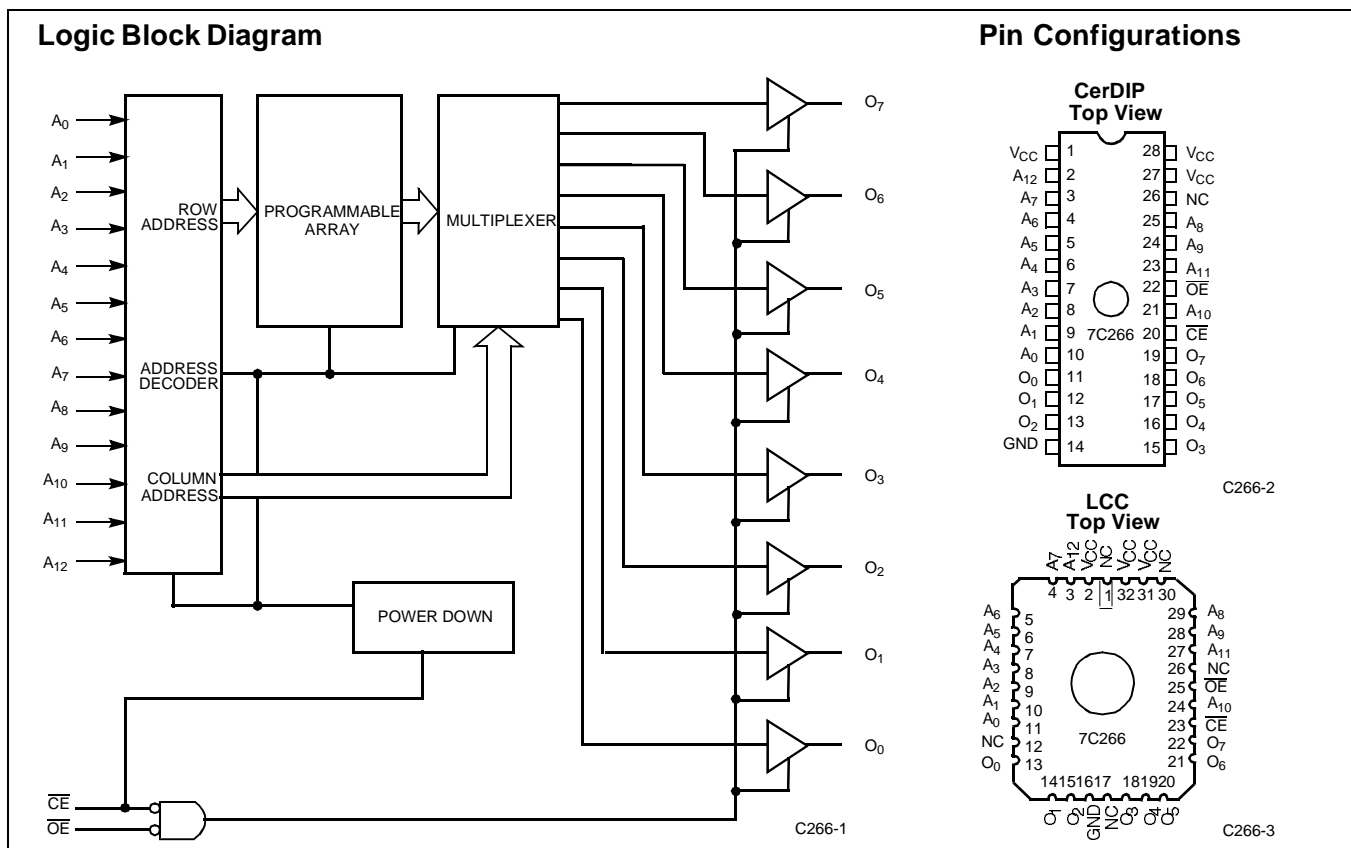 Logic Block Diagram
A0
A1
A2
A3
A4
A5
A6
A7
A8
A9
A10
A11
A12
ROW
ADDRESS
ADDRESS
DECODER
COLUMN
ADDRESS
PROGRAMMABLE
ARRAY
MULTIPLEXER
POWER DOWN
CE
OE
O7
O6
O5
O4
O3
O2
O1
O0
C266-1
Pin Configurations
CerDIP
Top View
VCC 1 28 VCC
A12 2 27 VCC
A7 3 26 NC
A6 4 25 A8
A5 5 24 A9
A4 6 23 A11
A3 7 22 OE
A2 8 21 A10
A1 9 7C266 20 CE
A0 10 19 O7
O0 11 18 O6
O1 12 17 O5
O2 13 16 O4
GND 14 15 O3
C266-2
LCC
Top View
A7 A12 VCC NC VCC VCC NC
4 3 2 1 32 31 30
A6 5 29 A8
A5 6 28 A9
A4 7 27 A11
A3 8 26 NC
A2 9 25 OE
A1 10 24 A10
A0 11 23 CE
NC 12 7C266 22 O7
O0 13 21 O6
14 15 16 17 18 19 20
O1 O2 GND NC O3 O4 O5
C266-3